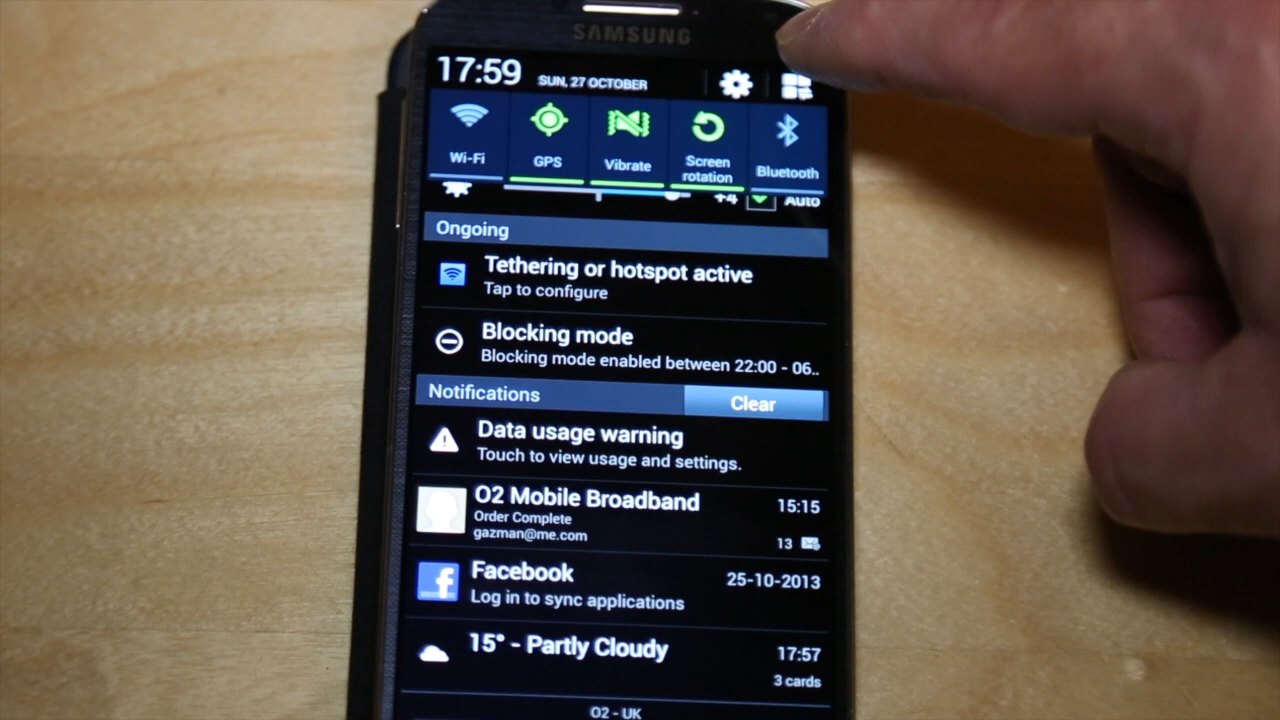 SAMSUNG
17:59 SUN, 27 OCTOBER
Wi-Fi
GPS
Vibrate
Screen
rotation
Bluetooth
+4 Auto
Ongoing
Tethering or hotspot active
Tap to configure
Blocking mode
Blocking mode enabled between 22:00 - 06..
Notifications Clear
Data usage warning
Touch to view usage and settings.
O2 Mobile Broadband 15:15
Order Complete
gazman@me.com 13
Facebook 25-10-2013
Log in to sync applications
15° - Partly Cloudy 17:57
3 cards
O2 - UK